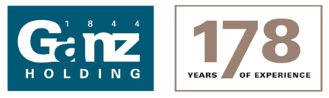 1844
Ganz
HOLDING
178
YEARS OF EXPERIENCE